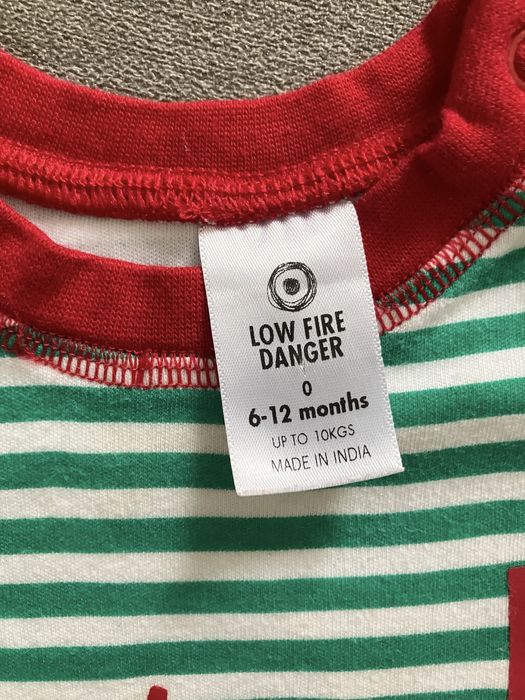 LOW FIRE
DANGER
0
6-12 months
UP TO 10KGS
MADE IN INDIA